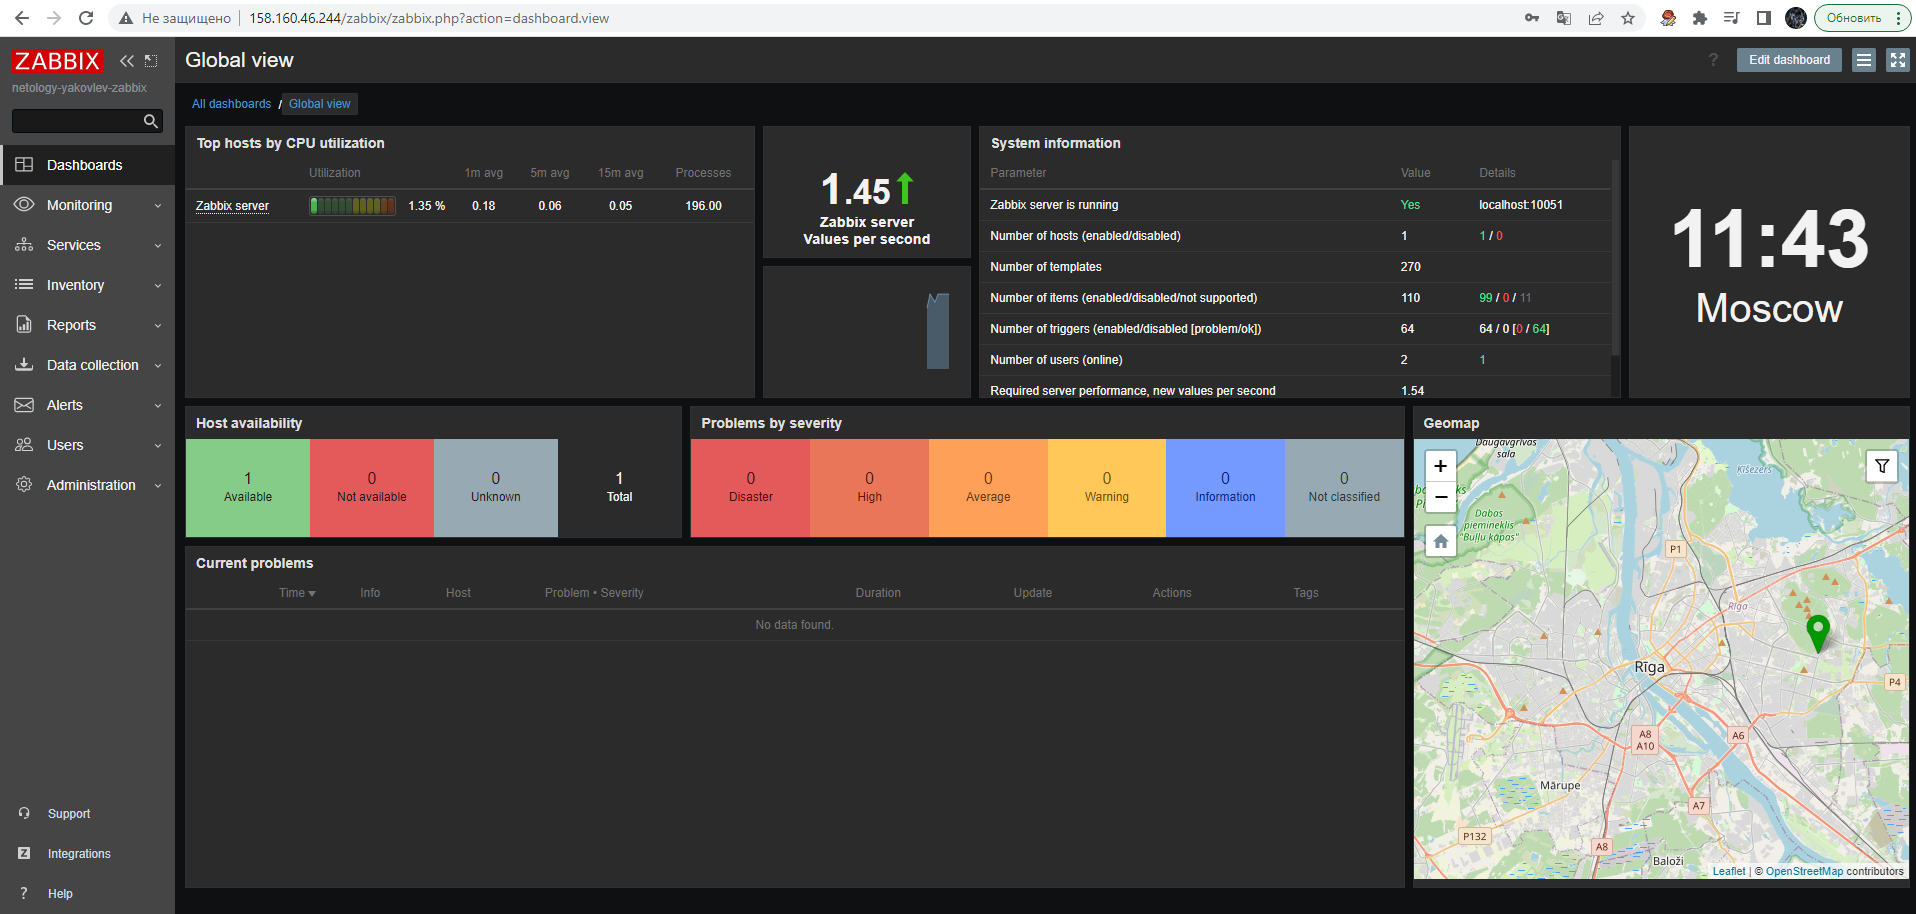 Не защищено
158.160.46.244/zabbix/zabbix.php?action=dashboard.view
Обновить
ZABBIX
netology-yakovlev-zabbix
Dashboards
Monitoring
Services
Inventory
Reports
Data collection
Alerts
Users
Administration
Support
Integrations
Help
Global view
? Edit dashboard
All dashboards / Global view
Top hosts by CPU utilization
Utilization 1m avg 5m avg 15m avg Processes
Zabbix server 1.35 % 0.18 0.06 0.05 196.00
1.45
Zabbix server
Values per second
System information
Parameter Value Details
Zabbix server is running Yes localhost:10051
Number of hosts (enabled/disabled) 1 1 / 0
Number of templates 270
Number of items (enabled/disabled/not supported) 110 99 / 0 / 11
Number of triggers (enabled/disabled [problem/ok]) 64 64 / 0 [0 / 64]
Number of users (online) 2 1
Required server performance, new values per second 1.54
11:43
Moscow
Host availability
1 Available
0 Not available
0 Unknown
1 Total
Problems by severity
0 Disaster
0 High
0 Average
0 Warning
0 Information
0 Not classified
Current problems
Time Info Host Problem • Severity Duration Update Actions Tags
No data found.
Geomap
+
−
Daugavgrīvas
sala
Ķīšezers
Dabas
piemineklis
"Buļļu kāpas"
P1
Rīga
Rīga
P4
A8
A10
A6
Mārupe
A7
P132
A8
Baloži
Leaflet | © OpenStreetMap contributors